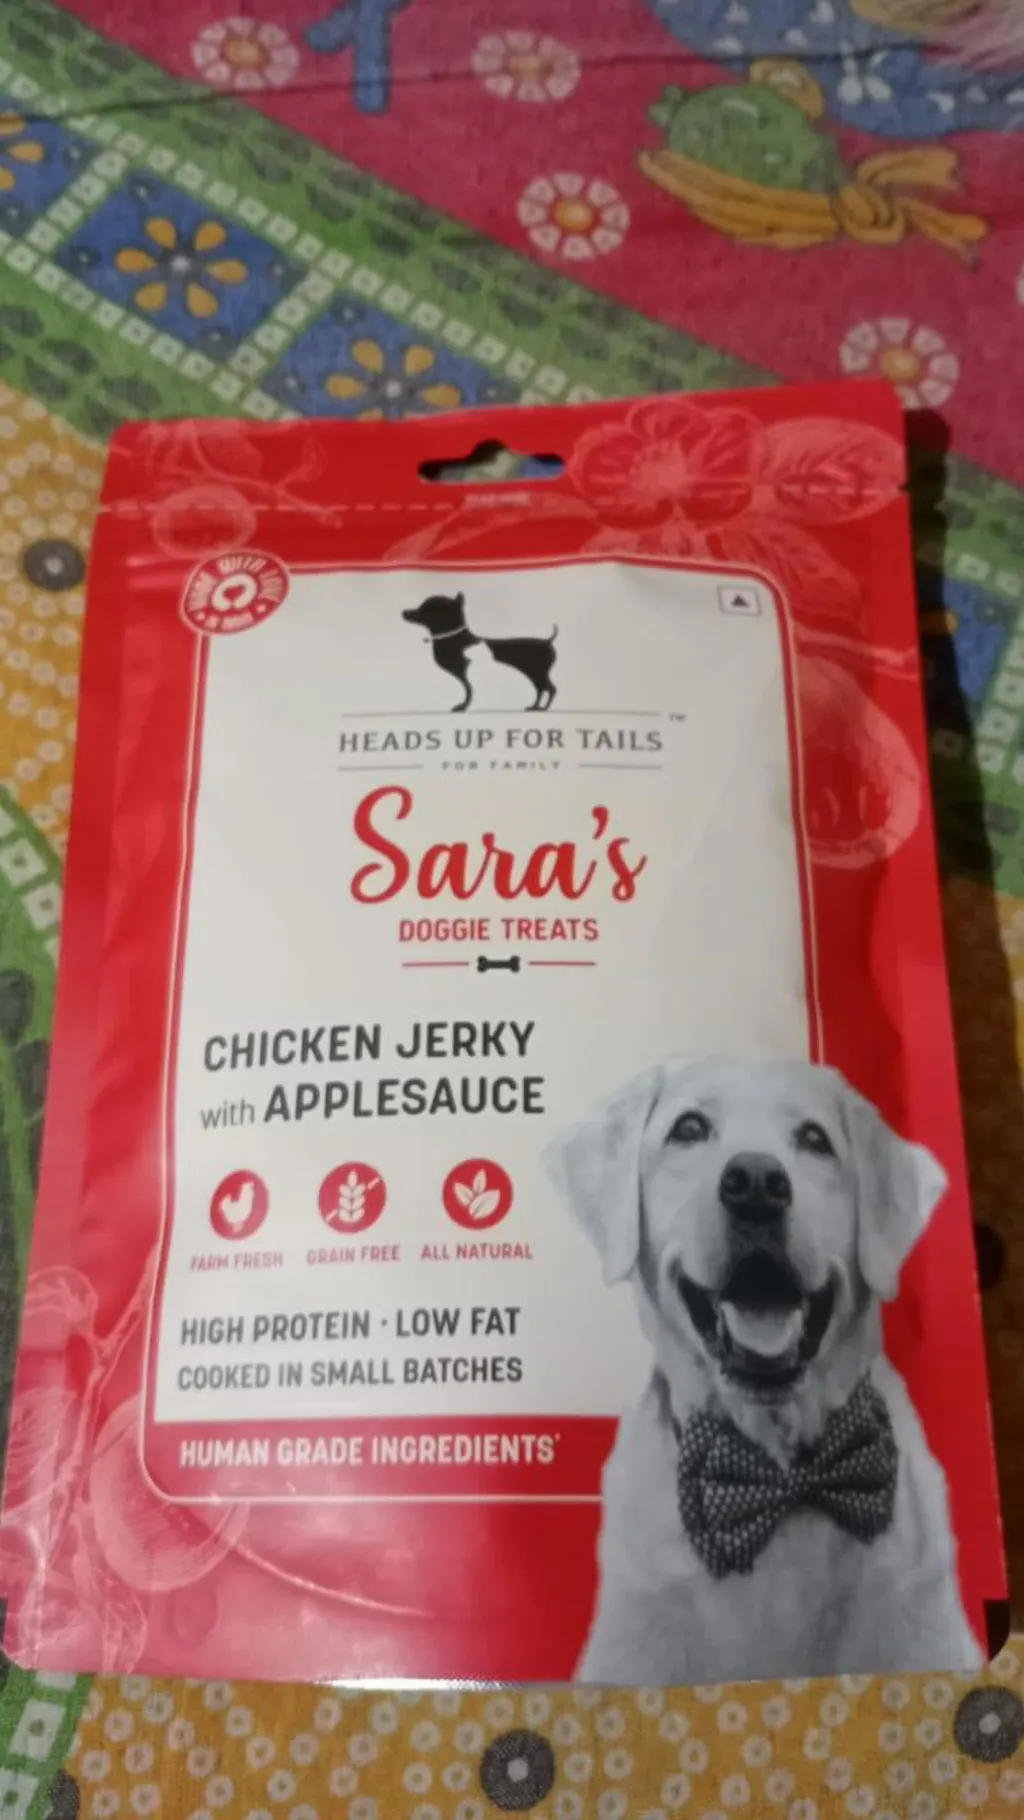 HEADS UP FOR TAILS
TM
FOR FAMILY
Sara's
DOGGIE TREATS
CHICKEN JERKY
with APPLESAUCE
FARM FRESH
GRAIN FREE
ALL NATURAL
HIGH PROTEIN · LOW FAT
COOKED IN SMALL BATCHES
HUMAN GRADE INGREDIENTS*